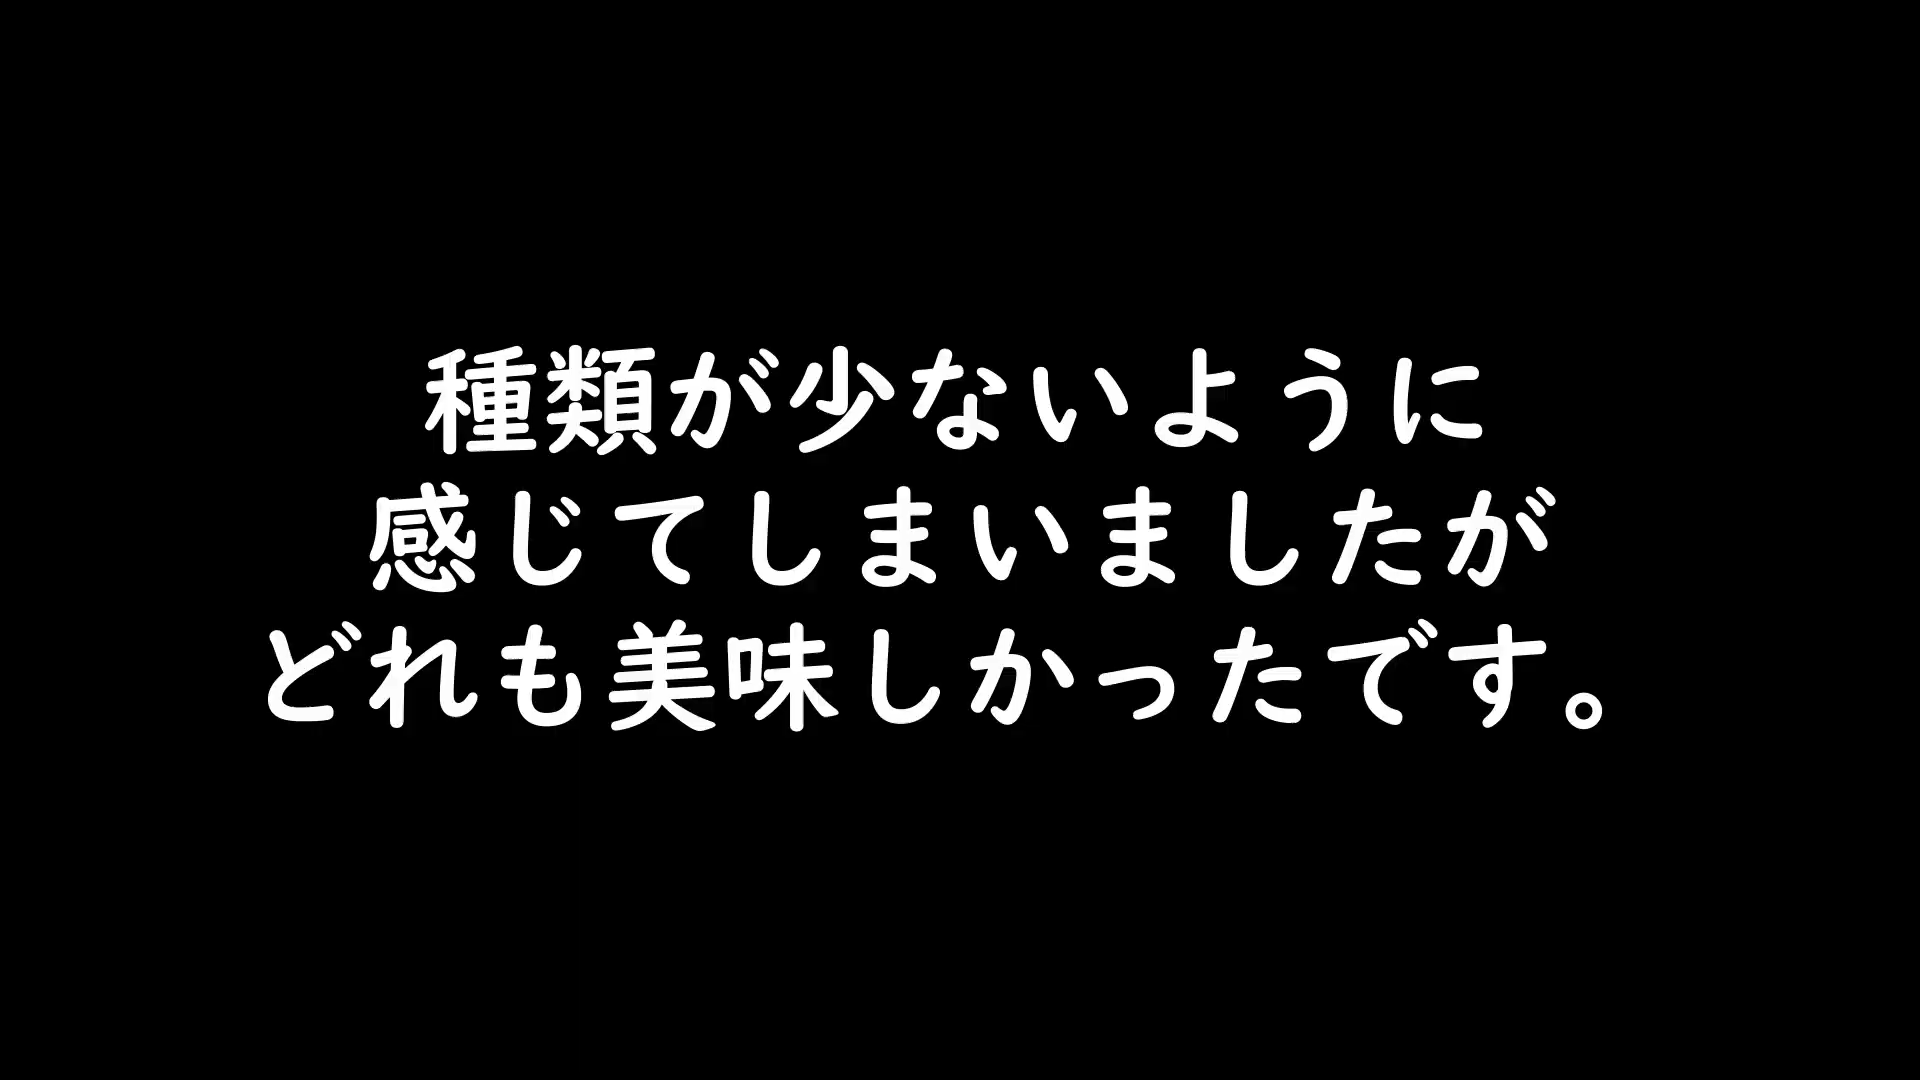 種類が少ないように
感じてしまいましたが
どれも美味しかったです。